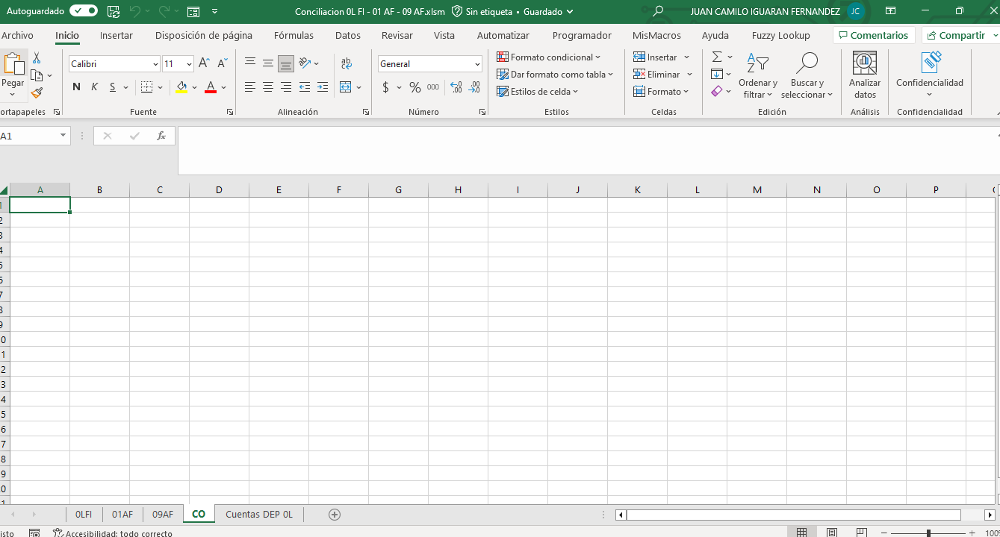 Autoguardado Conciliacion 0L FI - 01 AF - 09 AF.xlsm Sin etiqueta • Guardado JUAN CAMILO IGUARAN FERNANDEZ JC
Archivo Inicio Insertar Disposición de página Fórmulas Datos Revisar Vista Automatizar Programador MisMacros Ayuda Fuzzy Lookup Comentarios Compartir
Pegar
Calibri 11
N K S
ab
General
$ % 000
Formato condicional
Dar formato como tabla
Estilos de celda
Insertar
Eliminar
Formato
Ordenar y
filtrar
Buscar y
seleccionar
Analizar
datos
Confidencialidad
ortapapeles Fuente Alineación Número Estilos Celdas Edición Análisis Confidencialidad
A1 fx
A B C D E F G H I J K L M N O P
1
2
3
4
5
6
7
8
9
0
1
2
3
4
5
6
7
8
9
0
1
0LFI 01AF 09AF CO Cuentas DEP 0L
isto Accesibilidad: todo correcto 100